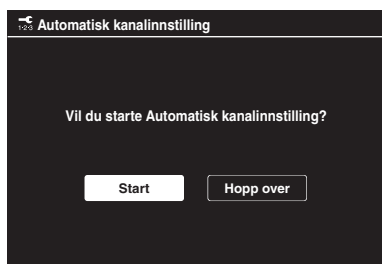 1·2·3 Automatisk kanalinnstilling
Vil du starte Automatisk kanalinnstilling?
Start Hopp over